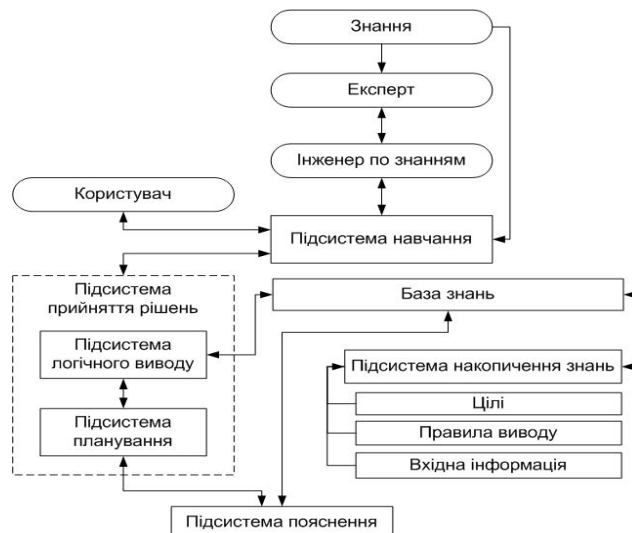 Знання
Експерт
Інженер по знанням
Користувач
Підсистема навчання
Підсистема
прийняття рішень
База знань
Підсистема
логічного виводу
Підсистема накопичення знань
Цілі
Підсистема
планування
Правила виводу
Вхідна інформація
Підсистема пояснення